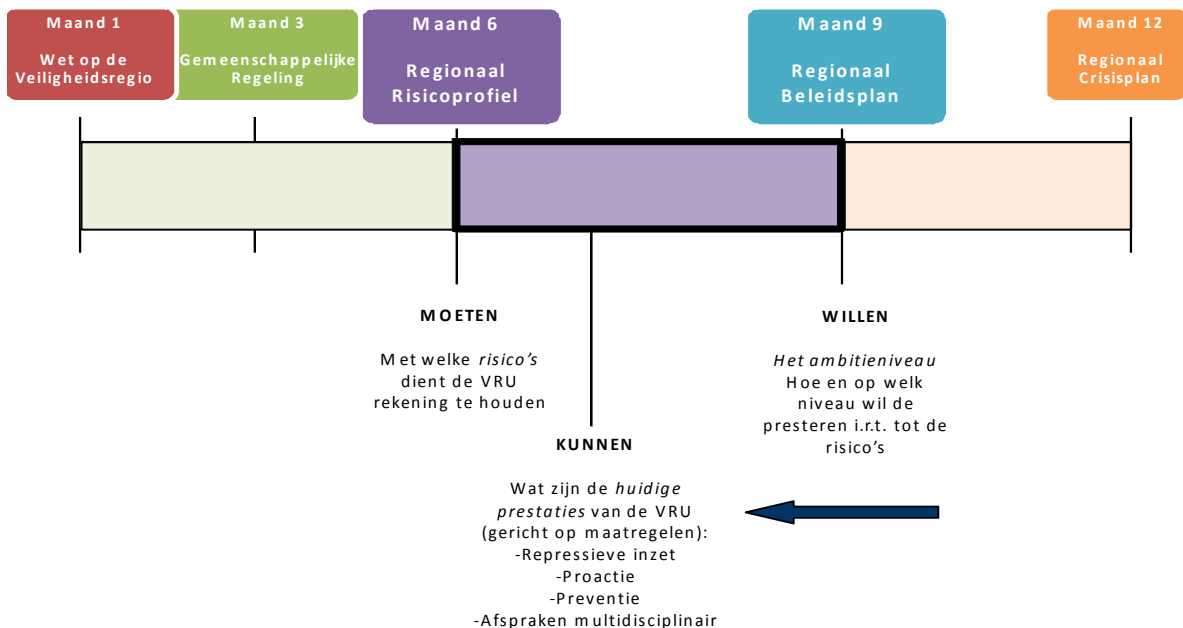 Maand 1
Wet op de
Veiligheidsregio
Maand 3
Gemeenschappelijke
Regeling
Maand 6
Regionaal
Risicoprofiel
Maand 9
Regionaal
Beleidsplan
Maand 12
Regionaal
Crisisplan
MOETEN
Met welke risico's
dient de VRU
rekening te houden
WILLEN
Het ambitieniveau
Hoe en op welk
niveau wil de
presteren i.r.t. tot de
risico's
KUNNEN
Wat zijn de huidige
prestaties van de VRU
(gericht op maatregelen):
-Repressieve inzet
-Proactie
-Preventie
-Afspraken multidisciplinair